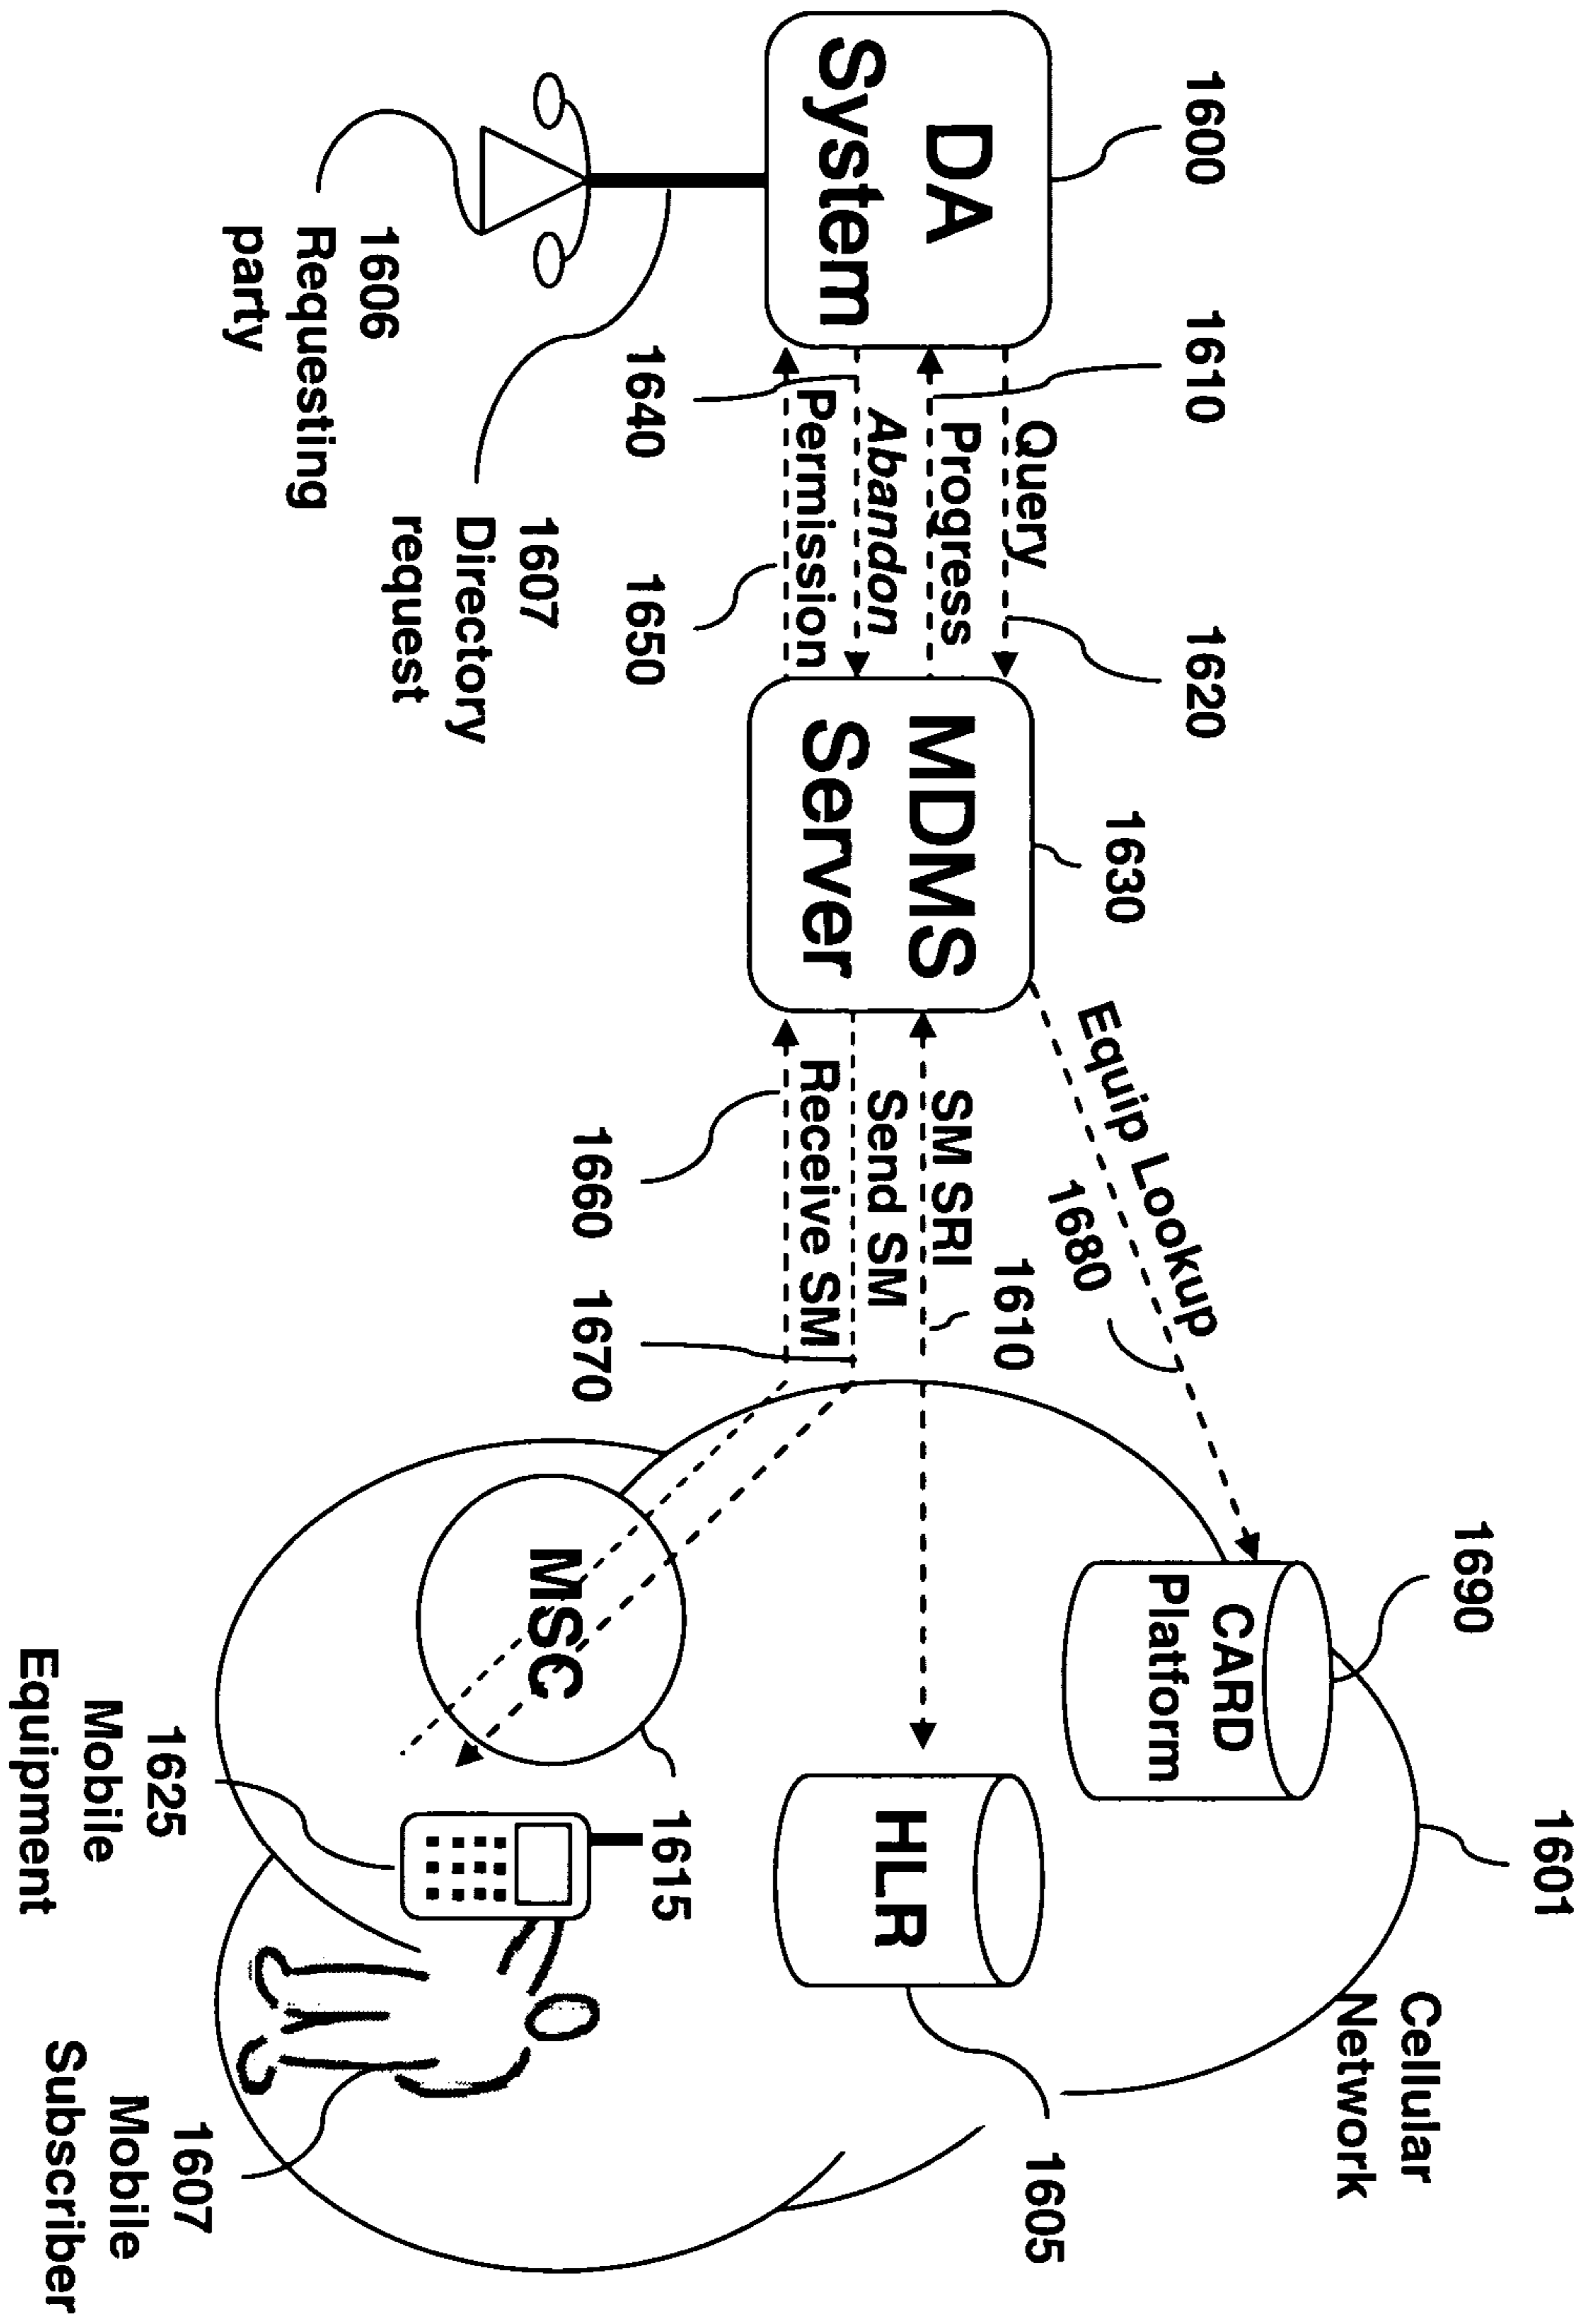 1600
DA
System
1606
Requesting
party
1607
Directory
request
1610
Query
1620
Progress
Abandon
1640
Permission
1650
1630
MDMS
Server
Equip Lookup
1680
SM SRI
1610
Send SM
Receive SM
1660
1670
1690
CARD
Platform
1601
Cellular
Network
HLR
1605
MSC
1615
1625
Mobile
Equipment
1607
Mobile
Subscriber